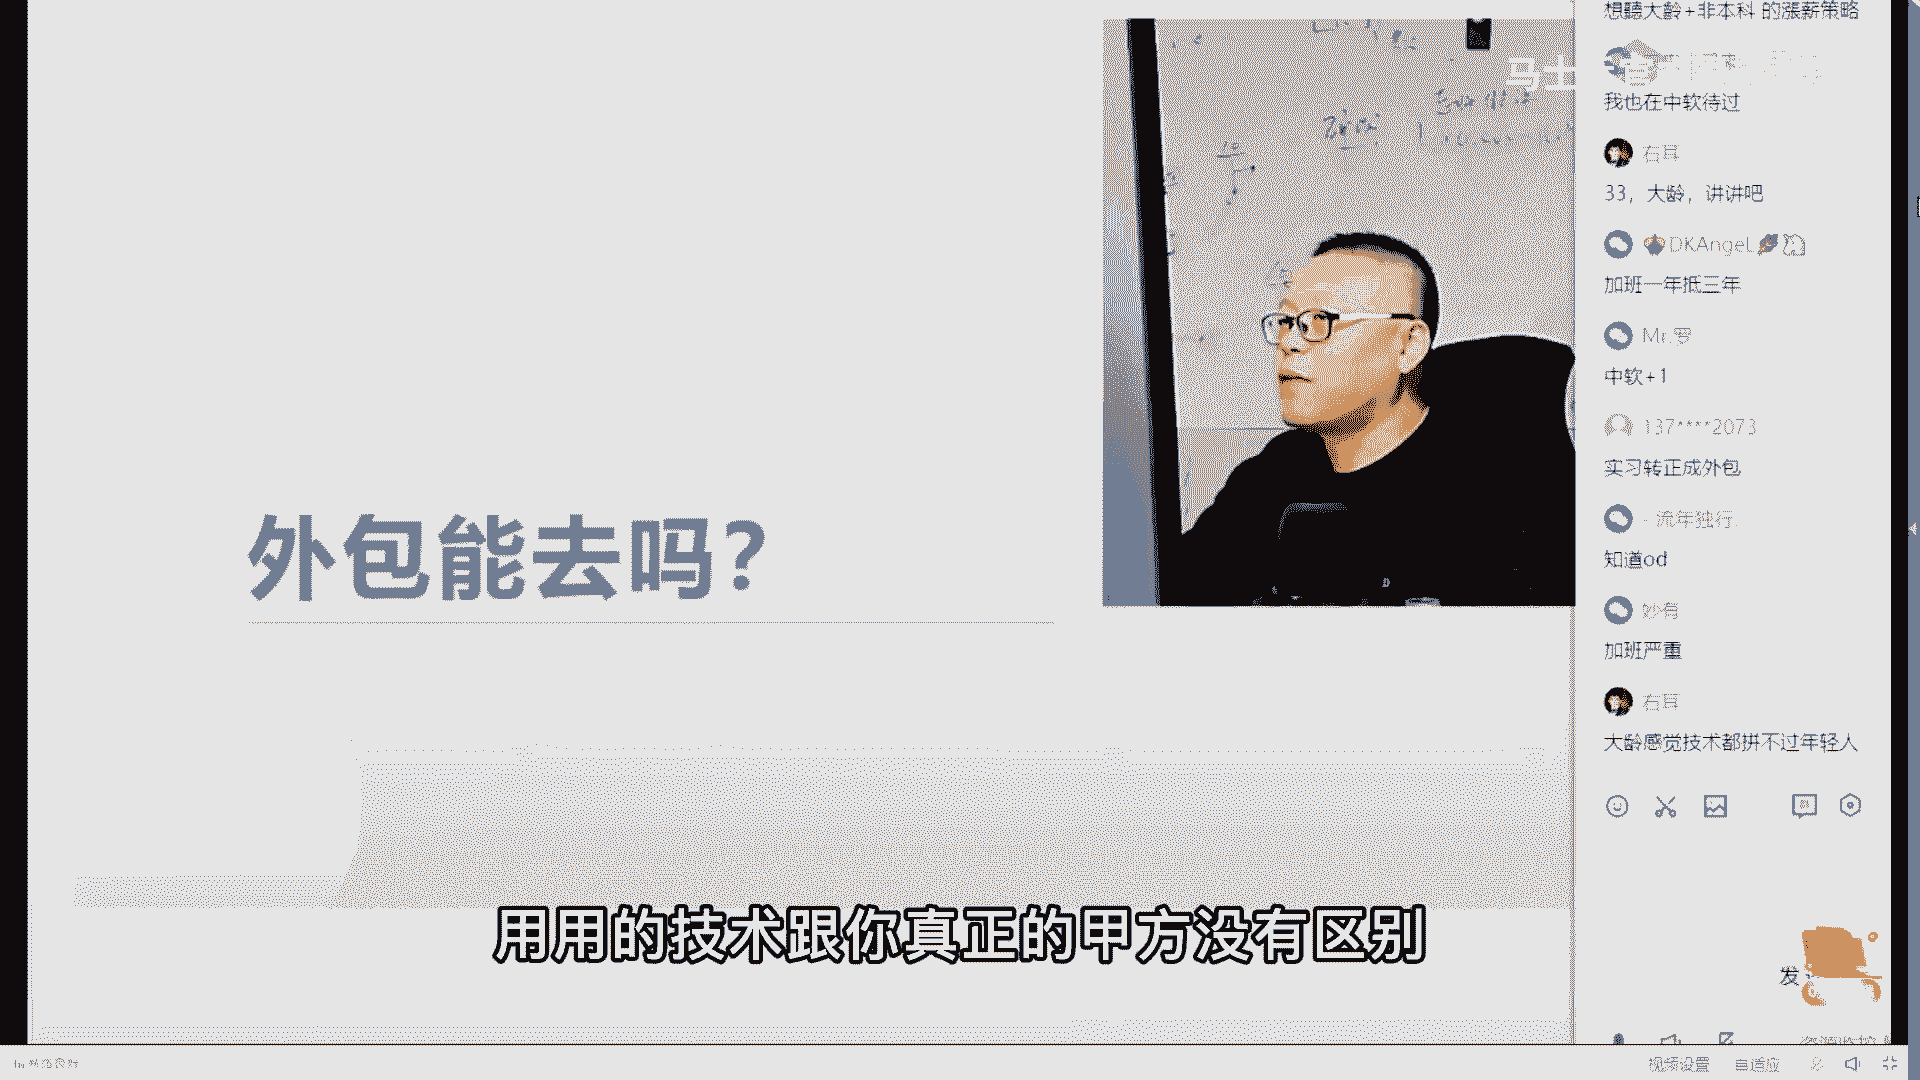 外包能去吗?
用用的技术跟你真正的甲方没有区别
想聽大齡+非本科 的漲薪策略
我也在中软待过
右耳
33，大龄，讲讲吧
DKAngel
加班一年抵三年
Mr.罗
中软+1
137****2073
实习转正成外包
- 流年独行.
知道od
妙有
加班严重
右耳
大龄感觉技术都拼不过年轻人
发
视频设置 自适应